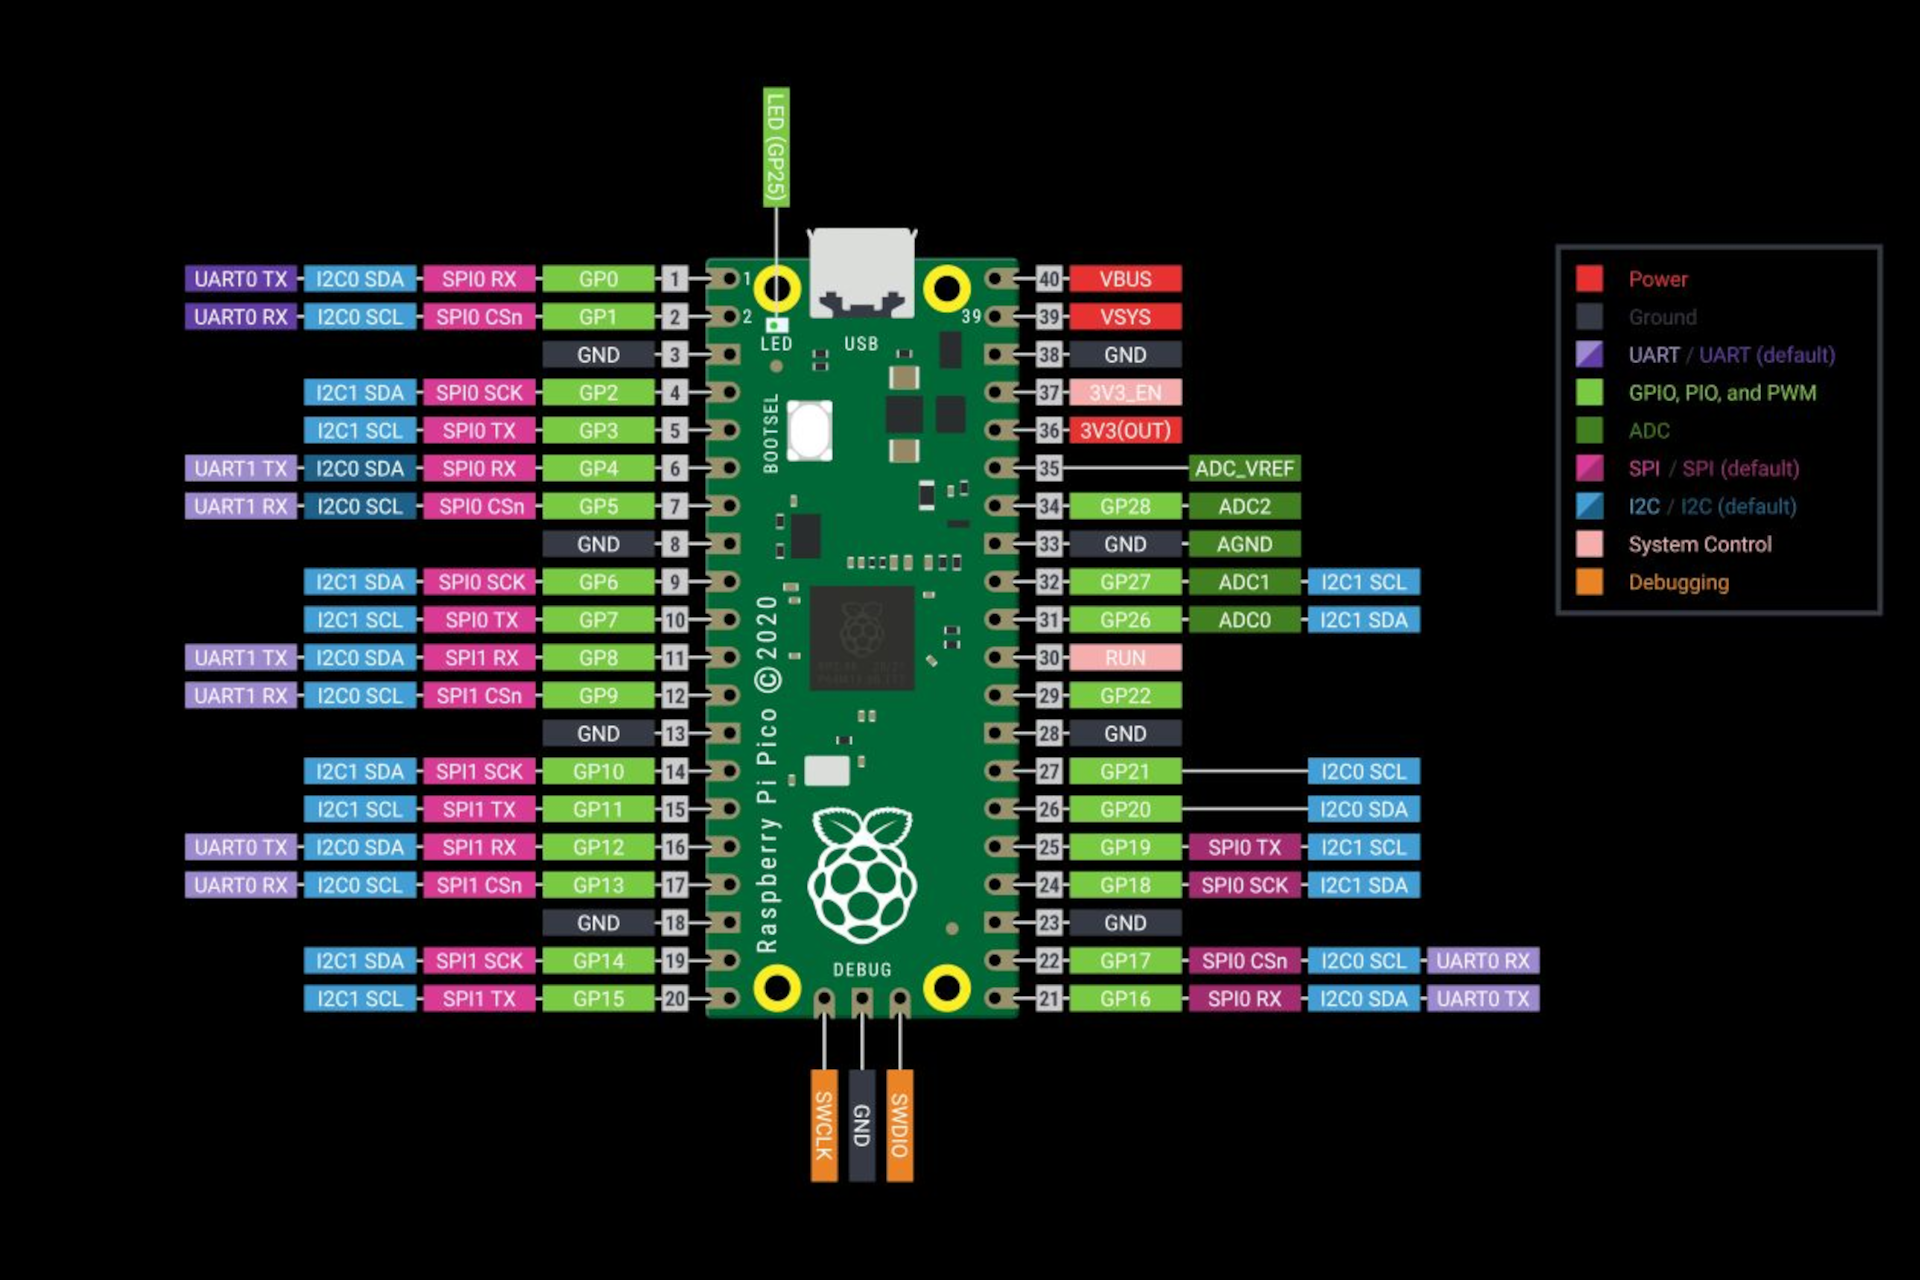 LED (GP25)
UART0 TX I2C0 SDA SPI0 RX GP0 1 1 40 VBUS
UART0 RX I2C0 SCL SPI0 CSn GP1 2 2 39 39 VSYS
LED USB
GND 3 38 GND
I2C1 SDA SPI0 SCK GP2 4 37 3V3_EN
I2C1 SCL SPI0 TX GP3 5 36 3V3(OUT)
BOOTSEL
UART1 TX I2C0 SDA SPI0 RX GP4 6 35 ADC_VREF
UART1 RX I2C0 SCL SPI0 CSn GP5 7 34 GP28 ADC2
GND 8 33 GND AGND
I2C1 SDA SPI0 SCK GP6 9 32 GP27 ADC1 I2C1 SCL
I2C1 SCL SPI0 TX GP7 10 31 GP26 ADC0 I2C1 SDA
UART1 TX I2C0 SDA SPI1 RX GP8 11 30 RUN
UART1 RX I2C0 SCL SPI1 CSn GP9 12 29 GP22
GND 13 28 GND
I2C1 SDA SPI1 SCK GP10 14 27 GP21 I2C0 SCL
I2C1 SCL SPI1 TX GP11 15 26 GP20 I2C0 SDA
UART0 TX I2C0 SDA SPI1 RX GP12 16 25 GP19 SPI0 TX I2C1 SCL
UART0 RX I2C0 SCL SPI1 CSn GP13 17 24 GP18 SPI0 SCK I2C1 SDA
GND 18 23 GND
I2C1 SDA SPI1 SCK GP14 19 22 GP17 SPI0 CSn I2C0 SCL UART0 RX
I2C1 SCL SPI1 TX GP15 20 21 GP16 SPI0 RX I2C0 SDA UART0 TX
Raspberry Pi Pico ©2020
DEBUG
SWCLK GND SWDIO
Power
Ground
UART / UART (default)
GPIO, PIO, and PWM
ADC
SPI / SPI (default)
I2C / I2C (default)
System Control
Debugging